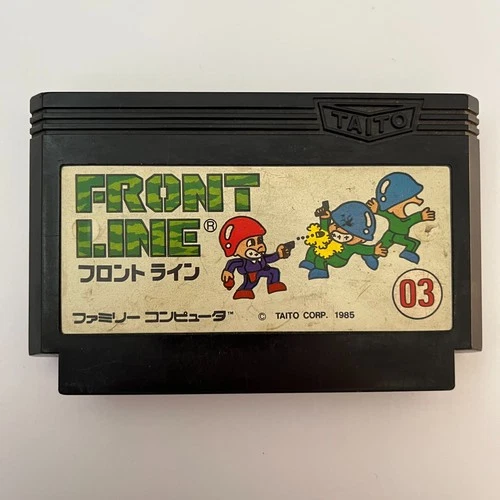 TAITO
FRONT
LINE®
フロント ライン
03
ファミリー コンピュータ™
© TAITO CORP. 1985